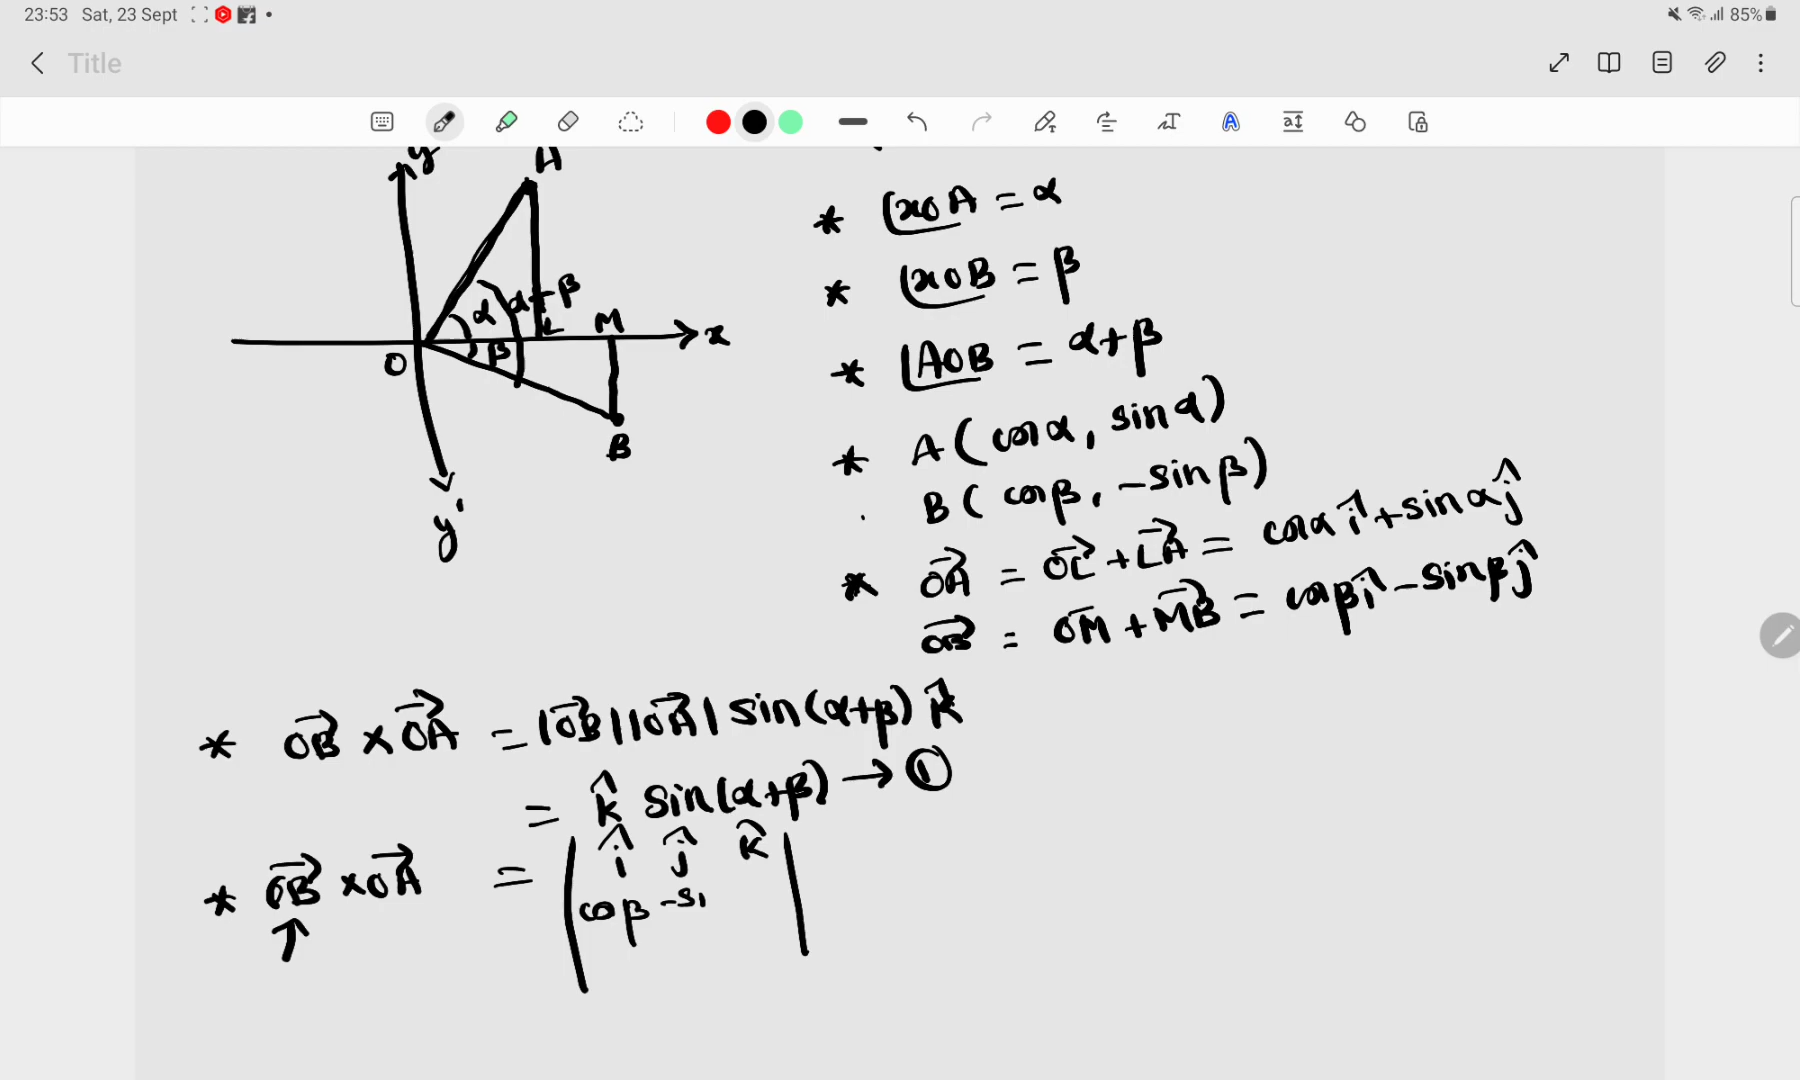 23:53 Sat, 23 Sept 85%
Title
y A
α α+β
L M x
O β
B
y'
* ∠xOA = α
* ∠xOB = β
* ∠AOB = α+β
* A(cosα, sinα)
B(cosβ, -sinβ)
* OA⃗ = OL⃗ + LA⃗ = cosα î + sinα ĵ
OB⃗ = OM⃗ + MB⃗ = cosβ î - sinβ ĵ
* OB⃗ × OA⃗ = |OB⃗||OA⃗| sin(α+β) k̂
= k̂ sin(α+β) → ①
* OB⃗ × OA⃗ = | î ĵ k̂ |
cosβ -si